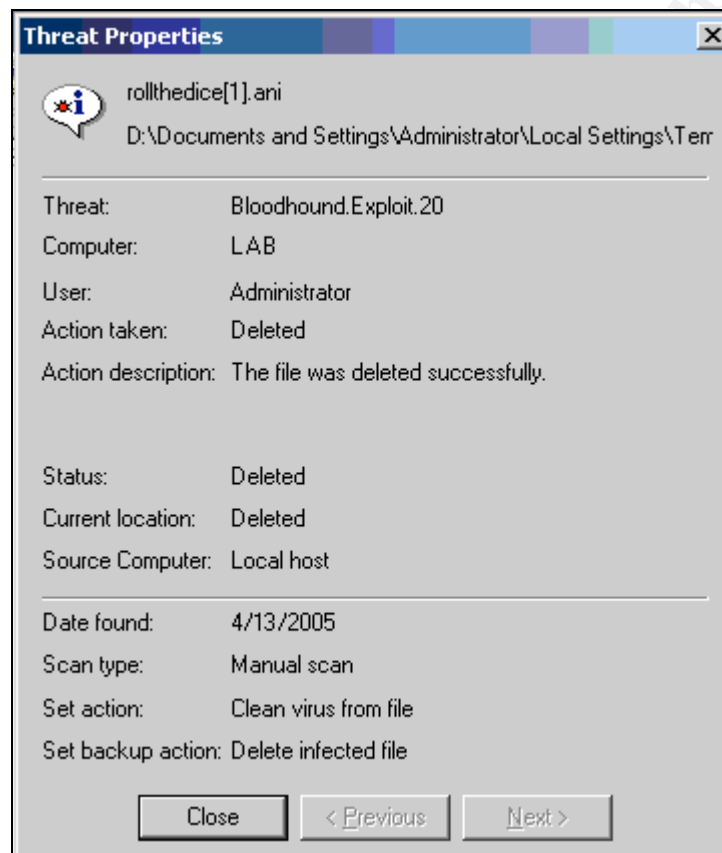 Threat Properties
rollthedice[1].ani
D:\Documents and Settings\Administrator\Local Settings\Tem
Threat: Bloodhound.Exploit.20
Computer: LAB
User: Administrator
Action taken: Deleted
Action description: The file was deleted successfully.
Status: Deleted
Current location: Deleted
Source Computer: Local host
Date found: 4/13/2005
Scan type: Manual scan
Set action: Clean virus from file
Set backup action: Delete infected file
Close < Previous Next >